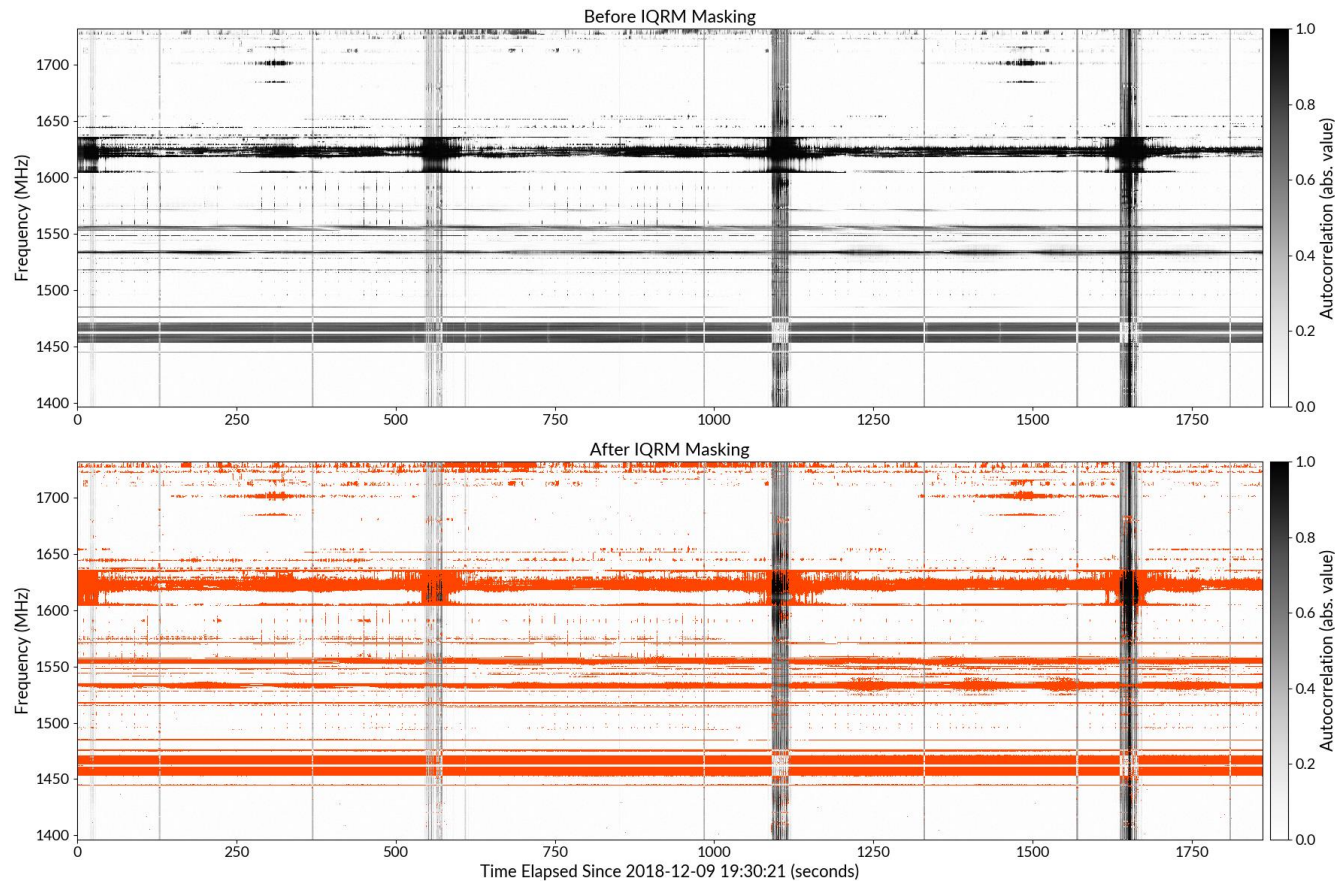 Before IQRM Masking
1700
1650
1600
1550
1500
1450
1400
Frequency (MHz)
0 250 500 750 1000 1250 1500 1750
1.0
0.8
0.6
0.4
0.2
0.0
Autocorrelation (abs. value)
After IQRM Masking
1700
1650
1600
1550
1500
1450
1400
Frequency (MHz)
0 250 500 750 1000 1250 1500 1750
Time Elapsed Since 2018-12-09 19:30:21 (seconds)
1.0
0.8
0.6
0.4
0.2
0.0
Autocorrelation (abs. value)